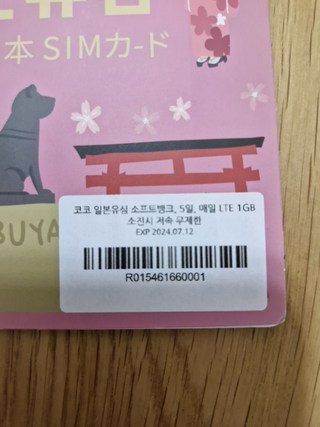 本 SIMカード
BUYA
코코 일본유심 소프트뱅크, 5일, 매일 LTE 1GB
소진시 저속 무제한
EXP 2024.07.12
R015461660001